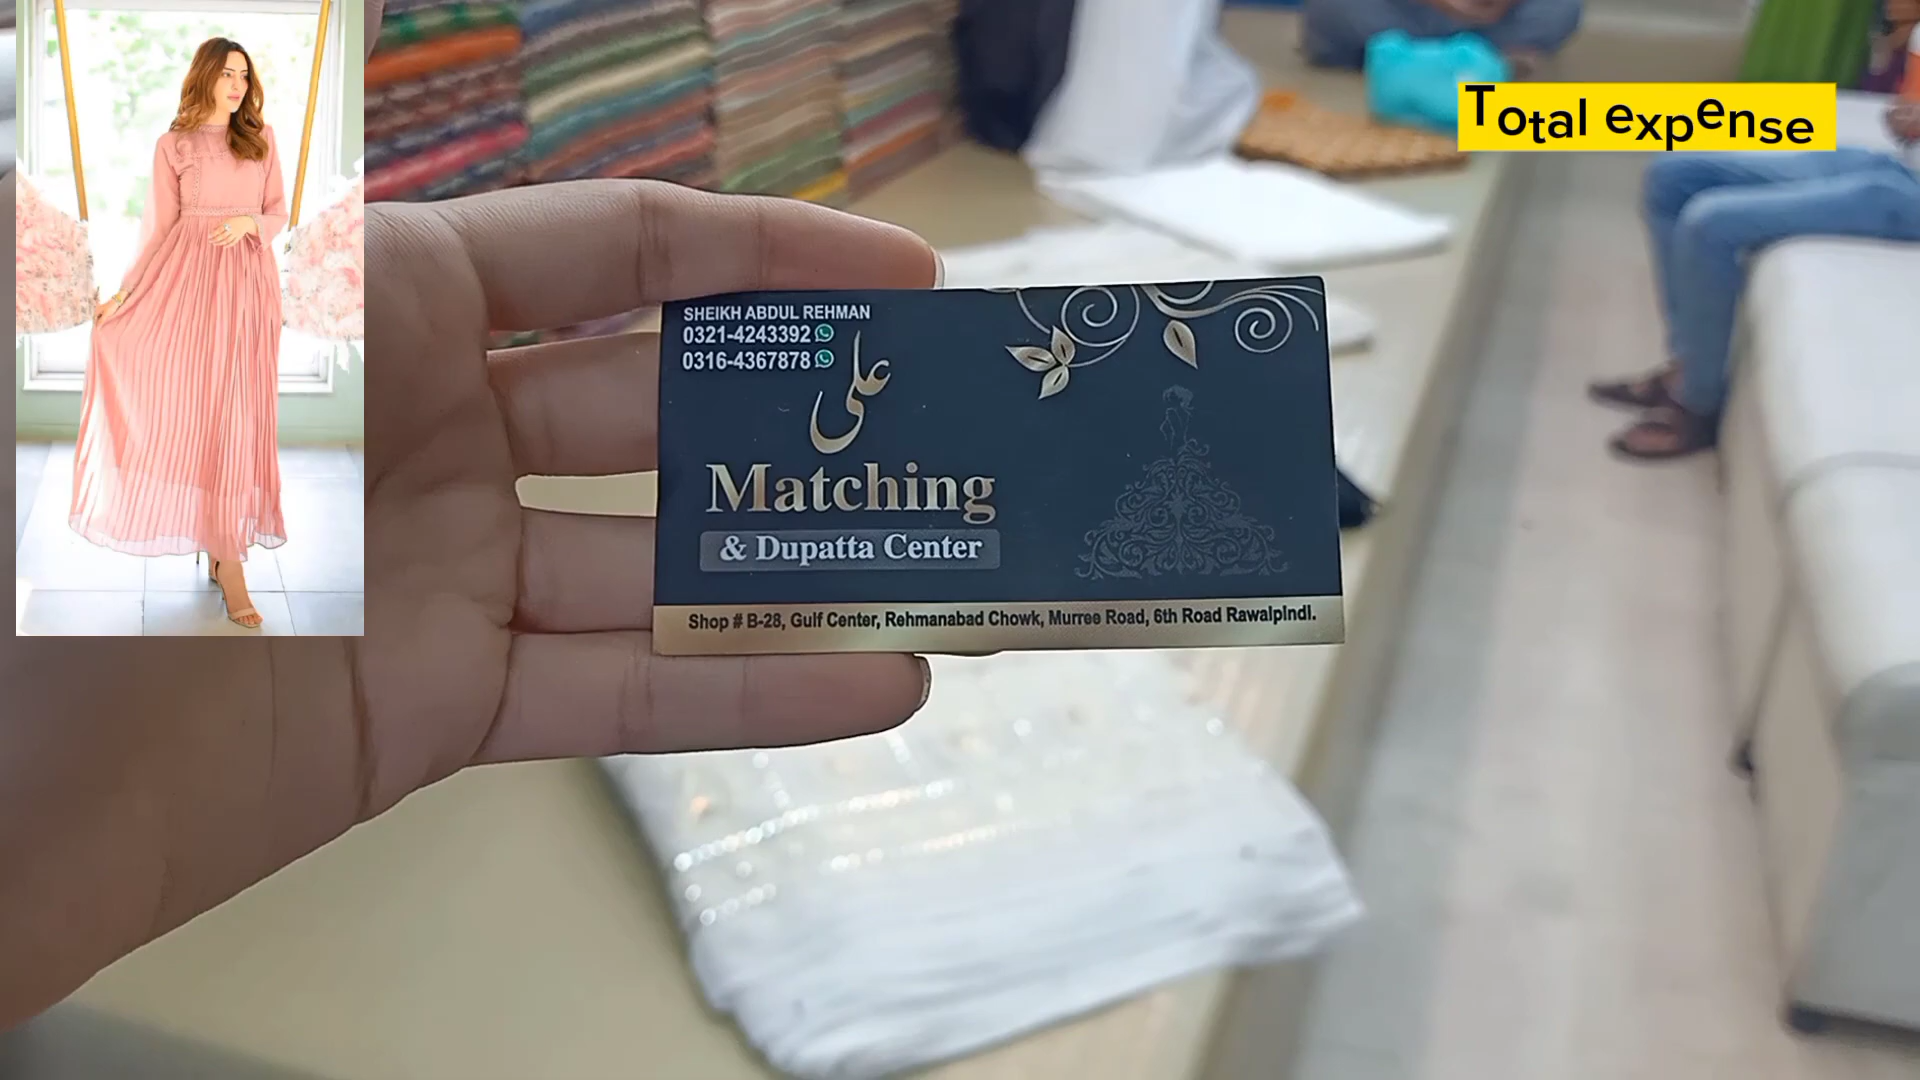 Total expense
SHEIKH ABDUL REHMAN
0321-4243392
0316-4367878
علی
Matching
& Dupatta Center
Shop # B-28, Gulf Center, Rehmanabad Chowk, Murree Road, 6th Road RawalpIndI.